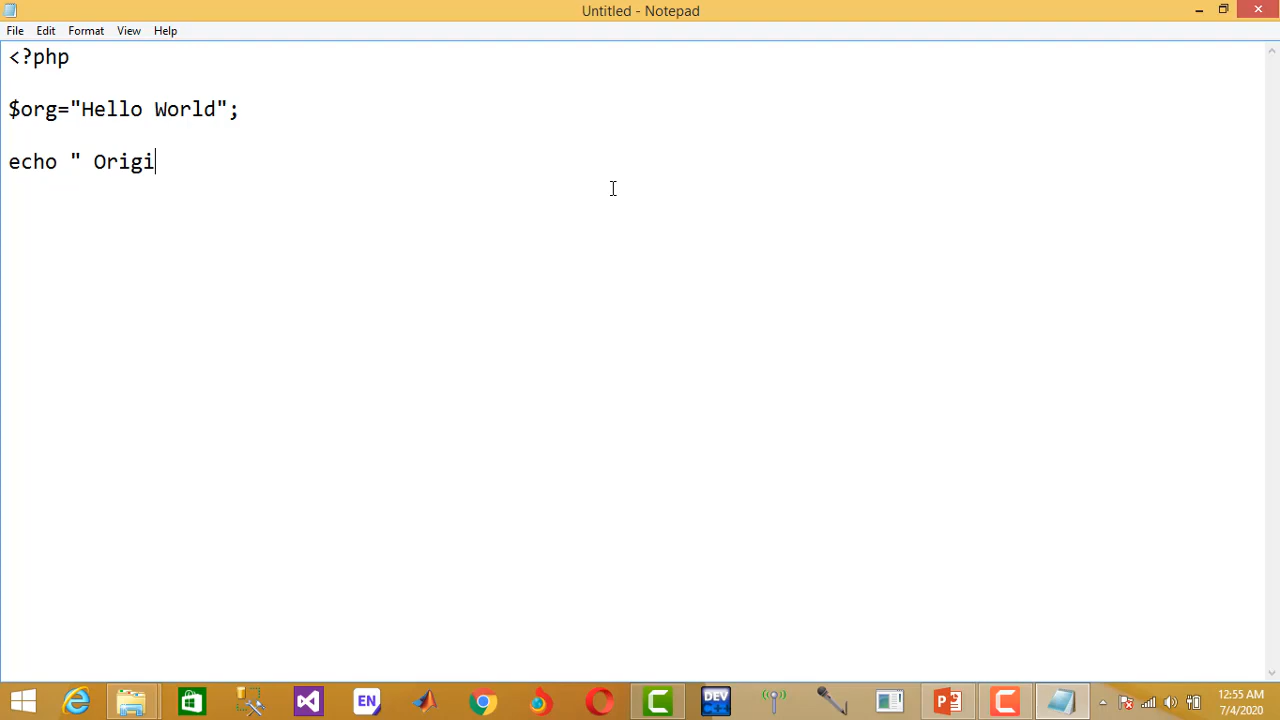 Untitled - Notepad
File Edit Format View Help
<?php
$org="Hello World";
echo " Origi
EN
DEV
C++
12:55 AM
7/4/2020